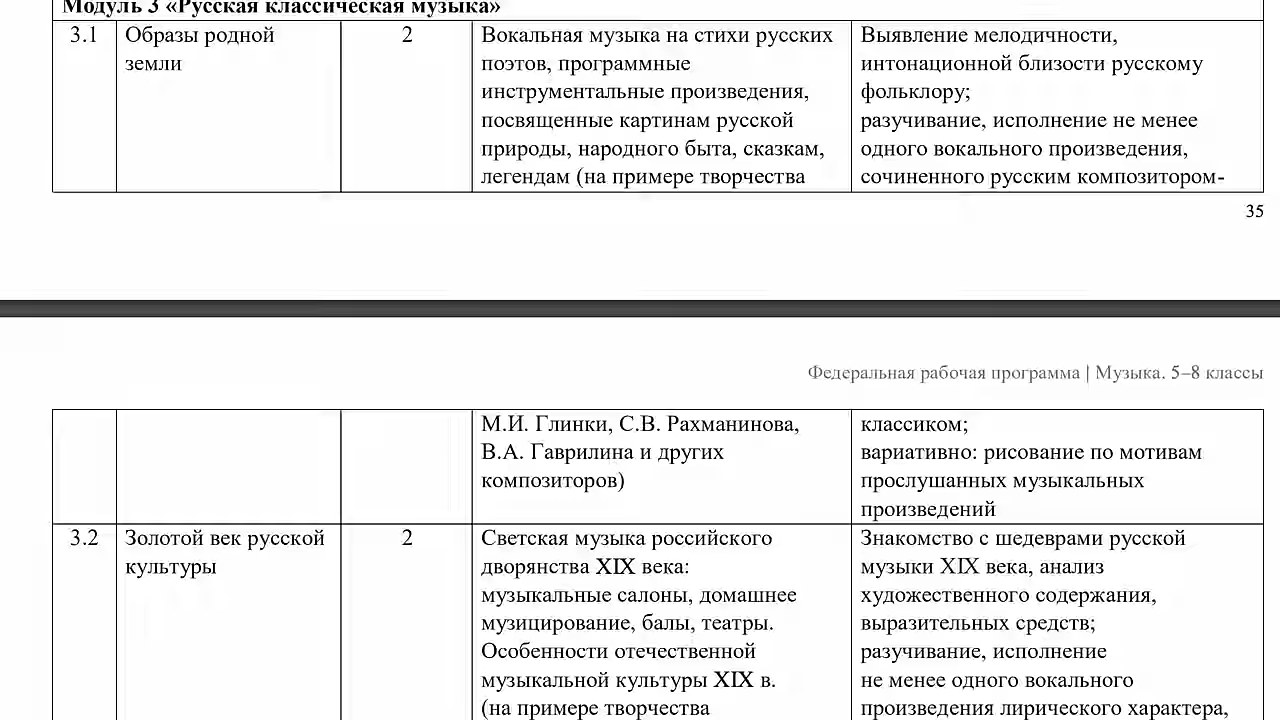 Модуль 3 «Русская классическая музыка»
3.1
Образы родной
земли
2
Вокальная музыка на стихи русских
поэтов, программные
инструментальные произведения,
посвященные картинам русской
природы, народного быта, сказкам,
легендам (на примере творчества
Выявление мелодичности,
интонационной близости русскому
фольклору;
разучивание, исполнение не менее
одного вокального произведения,
сочиненного русским композитором-
35
Федеральная рабочая программа | Музыка. 5–8 классы
М.И. Глинки, С.В. Рахманинова,
В.А. Гаврилина и других
композиторов)
классиком;
вариативно: рисование по мотивам
прослушанных музыкальных
произведений
3.2
Золотой век русской
культуры
2
Светская музыка российского
дворянства XIX века:
музыкальные салоны, домашнее
музицирование, балы, театры.
Особенности отечественной
музыкальной культуры XIX в.
(на примере творчества
Знакомство с шедеврами русской
музыки XIX века, анализ
художественного содержания,
выразительных средств;
разучивание, исполнение
не менее одного вокального
произведения лирического характера,